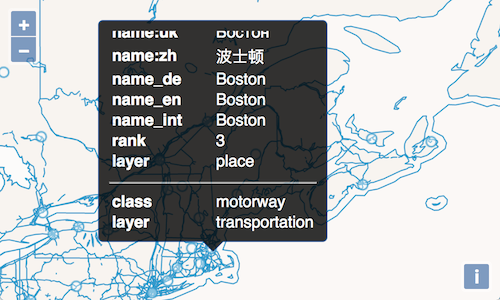 +
name:uk Востон
–
name:zh 波士顿
name_de Boston
name_en Boston
name_int Boston
rank 3
layer place
class motorway
layer transportation
i